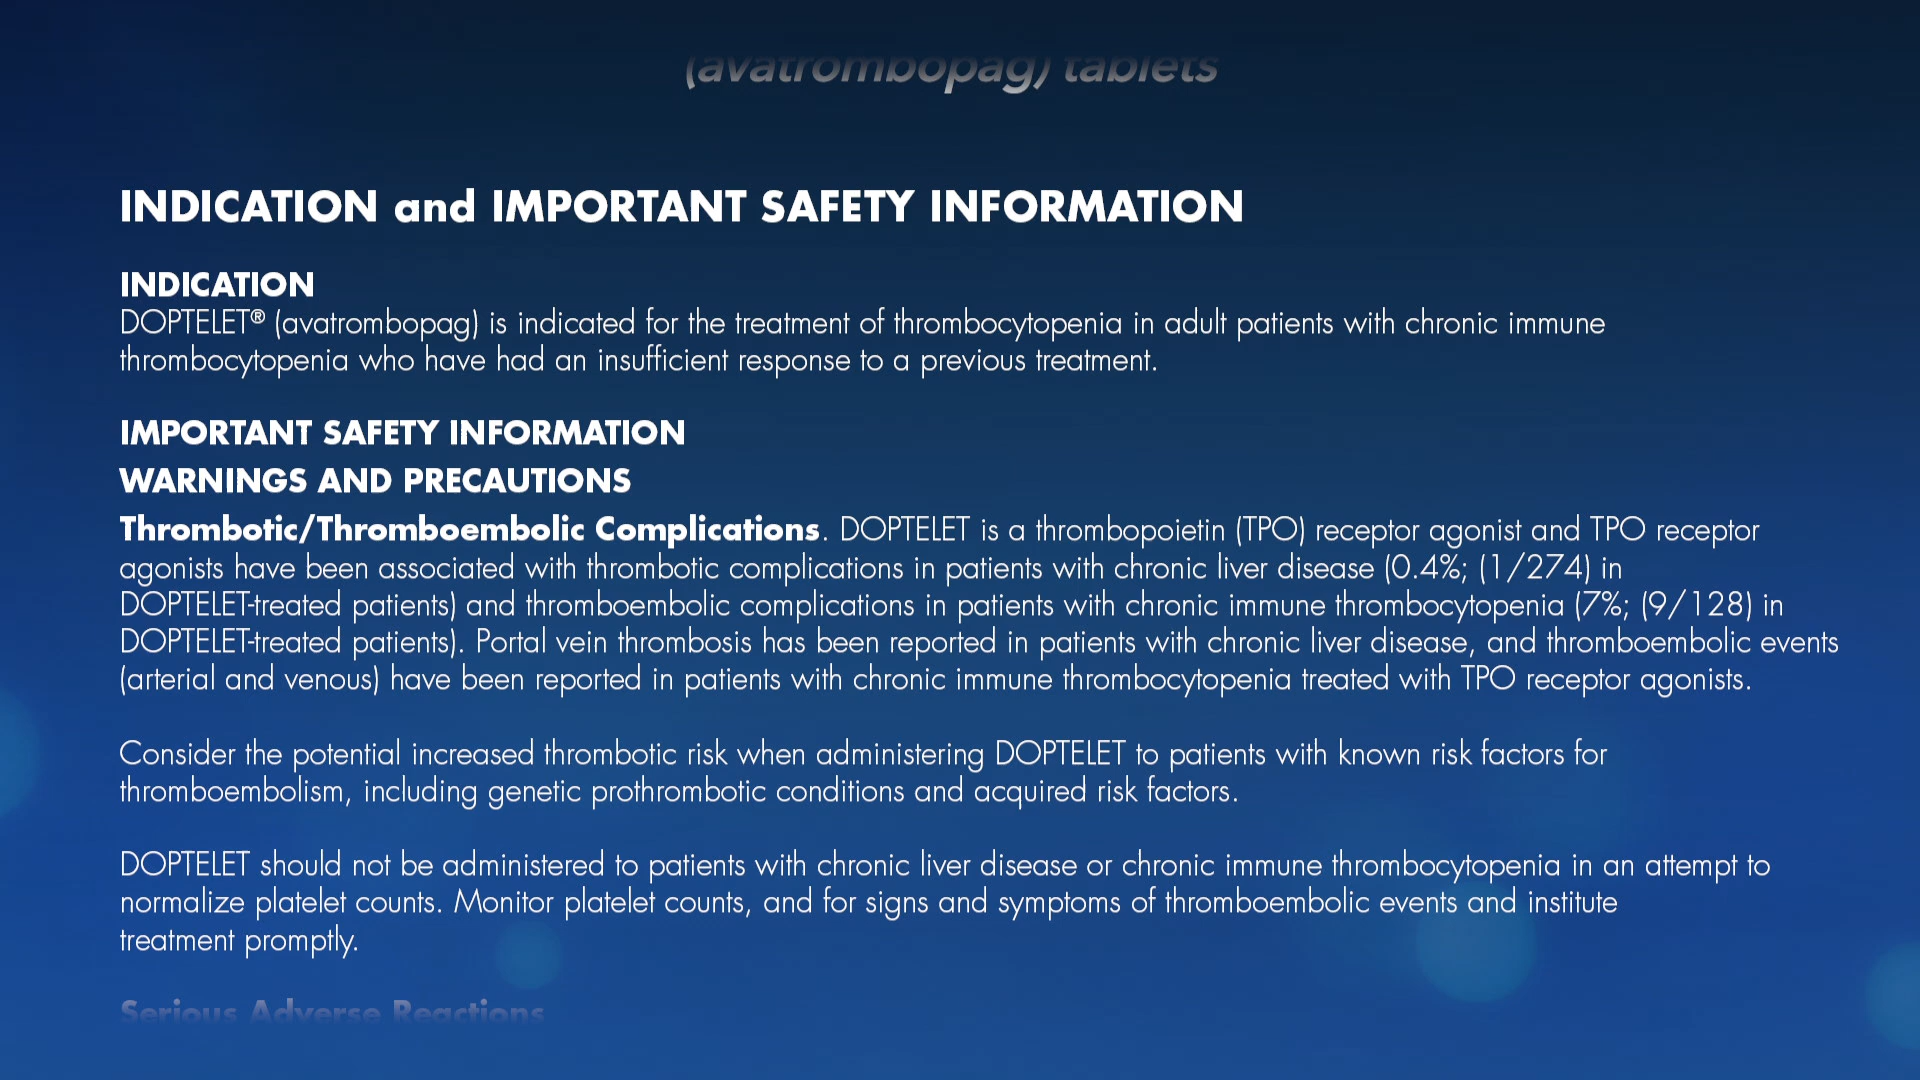 (avatrombopag) tablets
INDICATION and IMPORTANT SAFETY INFORMATION
INDICATION
DOPTELET® (avatrombopag) is indicated for the treatment of thrombocytopenia in adult patients with chronic immune
thrombocytopenia who have had an insufficient response to a previous treatment.
IMPORTANT SAFETY INFORMATION
WARNINGS AND PRECAUTIONS
Thrombotic/Thromboembolic Complications. DOPTELET is a thrombopoietin (TPO) receptor agonist and TPO receptor
agonists have been associated with thrombotic complications in patients with chronic liver disease (0.4%; (1/274) in
DOPTELET-treated patients) and thromboembolic complications in patients with chronic immune thrombocytopenia (7%; (9/128) in
DOPTELET-treated patients). Portal vein thrombosis has been reported in patients with chronic liver disease, and thromboembolic events
(arterial and venous) have been reported in patients with chronic immune thrombocytopenia treated with TPO receptor agonists.
Consider the potential increased thrombotic risk when administering DOPTELET to patients with known risk factors for
thromboembolism, including genetic prothrombotic conditions and acquired risk factors.
DOPTELET should not be administered to patients with chronic liver disease or chronic immune thrombocytopenia in an attempt to
normalize platelet counts. Monitor platelet counts, and for signs and symptoms of thromboembolic events and institute
treatment promptly.
Serious Adverse Reactions